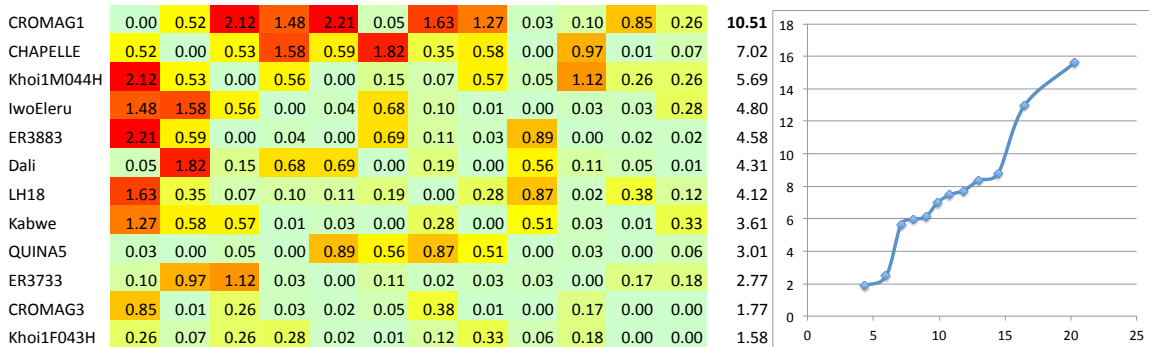 CROMAG1 0.00 0.52 2.12 1.48 2.21 0.05 1.63 1.27 0.03 0.10 0.85 0.26 10.51
CHAPELLE 0.52 0.00 0.53 1.58 0.59 1.82 0.35 0.58 0.00 0.97 0.01 0.07 7.02
Khoi1M044H 2.12 0.53 0.00 0.56 0.00 0.15 0.07 0.57 0.05 1.12 0.26 0.26 5.69
IwoEleru 1.48 1.58 0.56 0.00 0.04 0.68 0.10 0.01 0.00 0.03 0.03 0.28 4.80
ER3883 2.21 0.59 0.00 0.04 0.00 0.69 0.11 0.03 0.89 0.00 0.02 0.02 4.58
Dali 0.05 1.82 0.15 0.68 0.69 0.00 0.19 0.00 0.56 0.11 0.05 0.01 4.31
LH18 1.63 0.35 0.07 0.10 0.11 0.19 0.00 0.28 0.87 0.02 0.38 0.12 4.12
Kabwe 1.27 0.58 0.57 0.01 0.03 0.00 0.28 0.00 0.51 0.03 0.01 0.33 3.61
QUINA5 0.03 0.00 0.05 0.00 0.89 0.56 0.87 0.51 0.00 0.03 0.00 0.06 3.01
ER3733 0.10 0.97 1.12 0.03 0.00 0.11 0.02 0.03 0.03 0.00 0.17 0.18 2.77
CROMAG3 0.85 0.01 0.26 0.03 0.02 0.05 0.38 0.01 0.00 0.17 0.00 0.00 1.77
Khoi1F043H 0.26 0.07 0.26 0.28 0.02 0.01 0.12 0.33 0.06 0.18 0.00 0.00 1.58
18
16
14
12
10
8
6
4
2
0
0 5 10 15 20 25